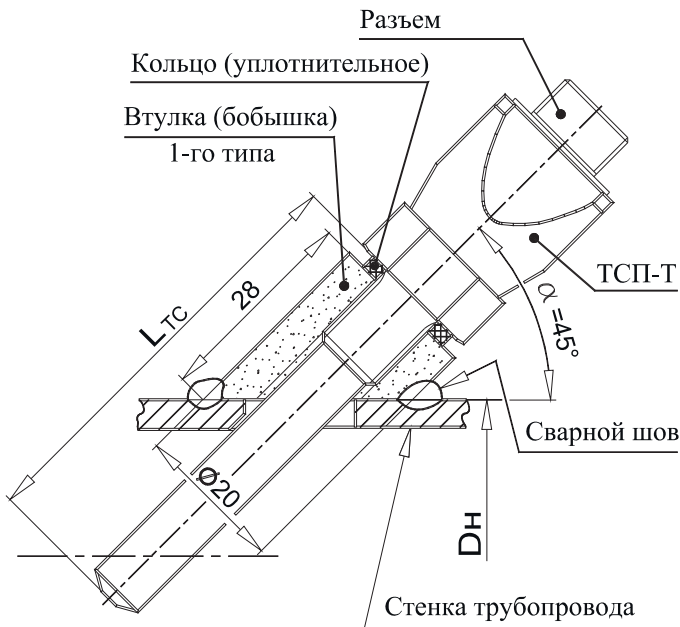 Разъем
Кольцо (уплотнительное)
Втулка (бобышка)
1-го типа
ТСП-Т
28
LТС
α=45°
Сварной шов
Ø20
Dн
Стенка трубопровода